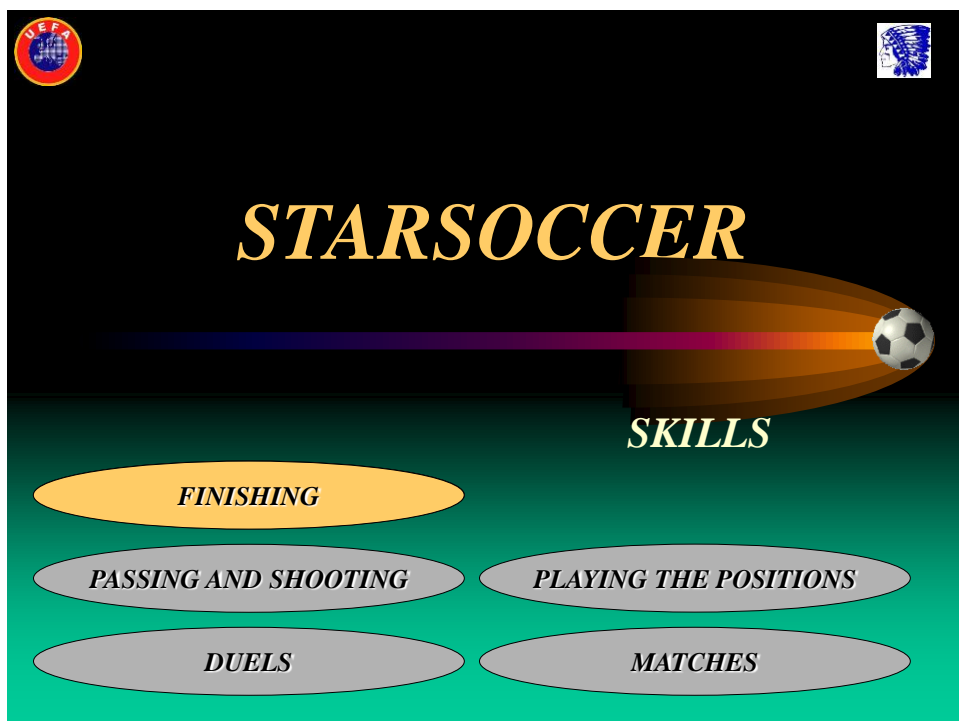 UEFA
STARSOCCER
SKILLS
FINISHING
PASSING AND SHOOTING
PLAYING THE POSITIONS
DUELS
MATCHES